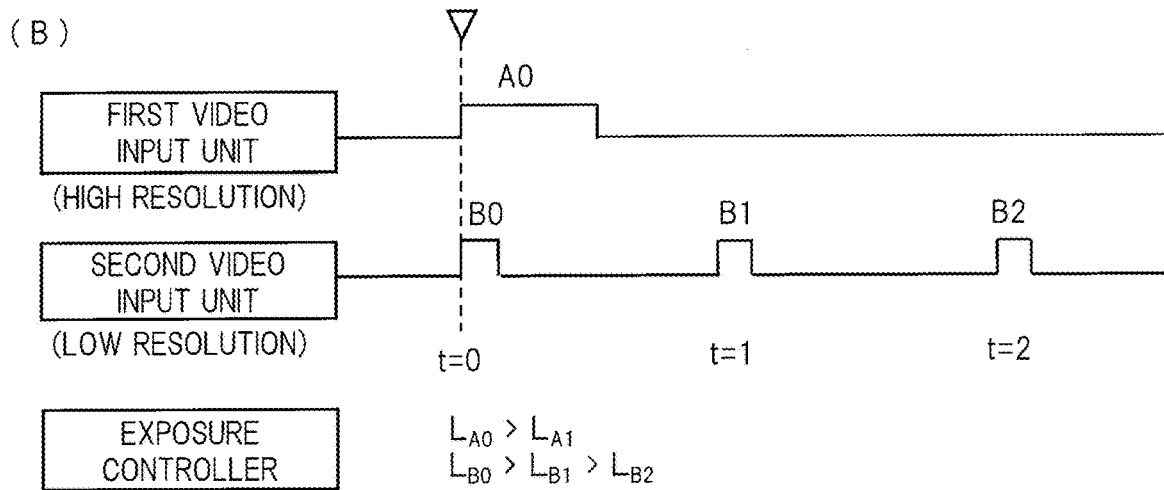 ( B )
A0
FIRST VIDEO
INPUT UNIT
(HIGH RESOLUTION)
B0 B1 B2
SECOND VIDEO
INPUT UNIT
(LOW RESOLUTION)
t=0 t=1 t=2
EXPOSURE
CONTROLLER
L_A0 > L_A1
L_B0 > L_B1 > L_B2